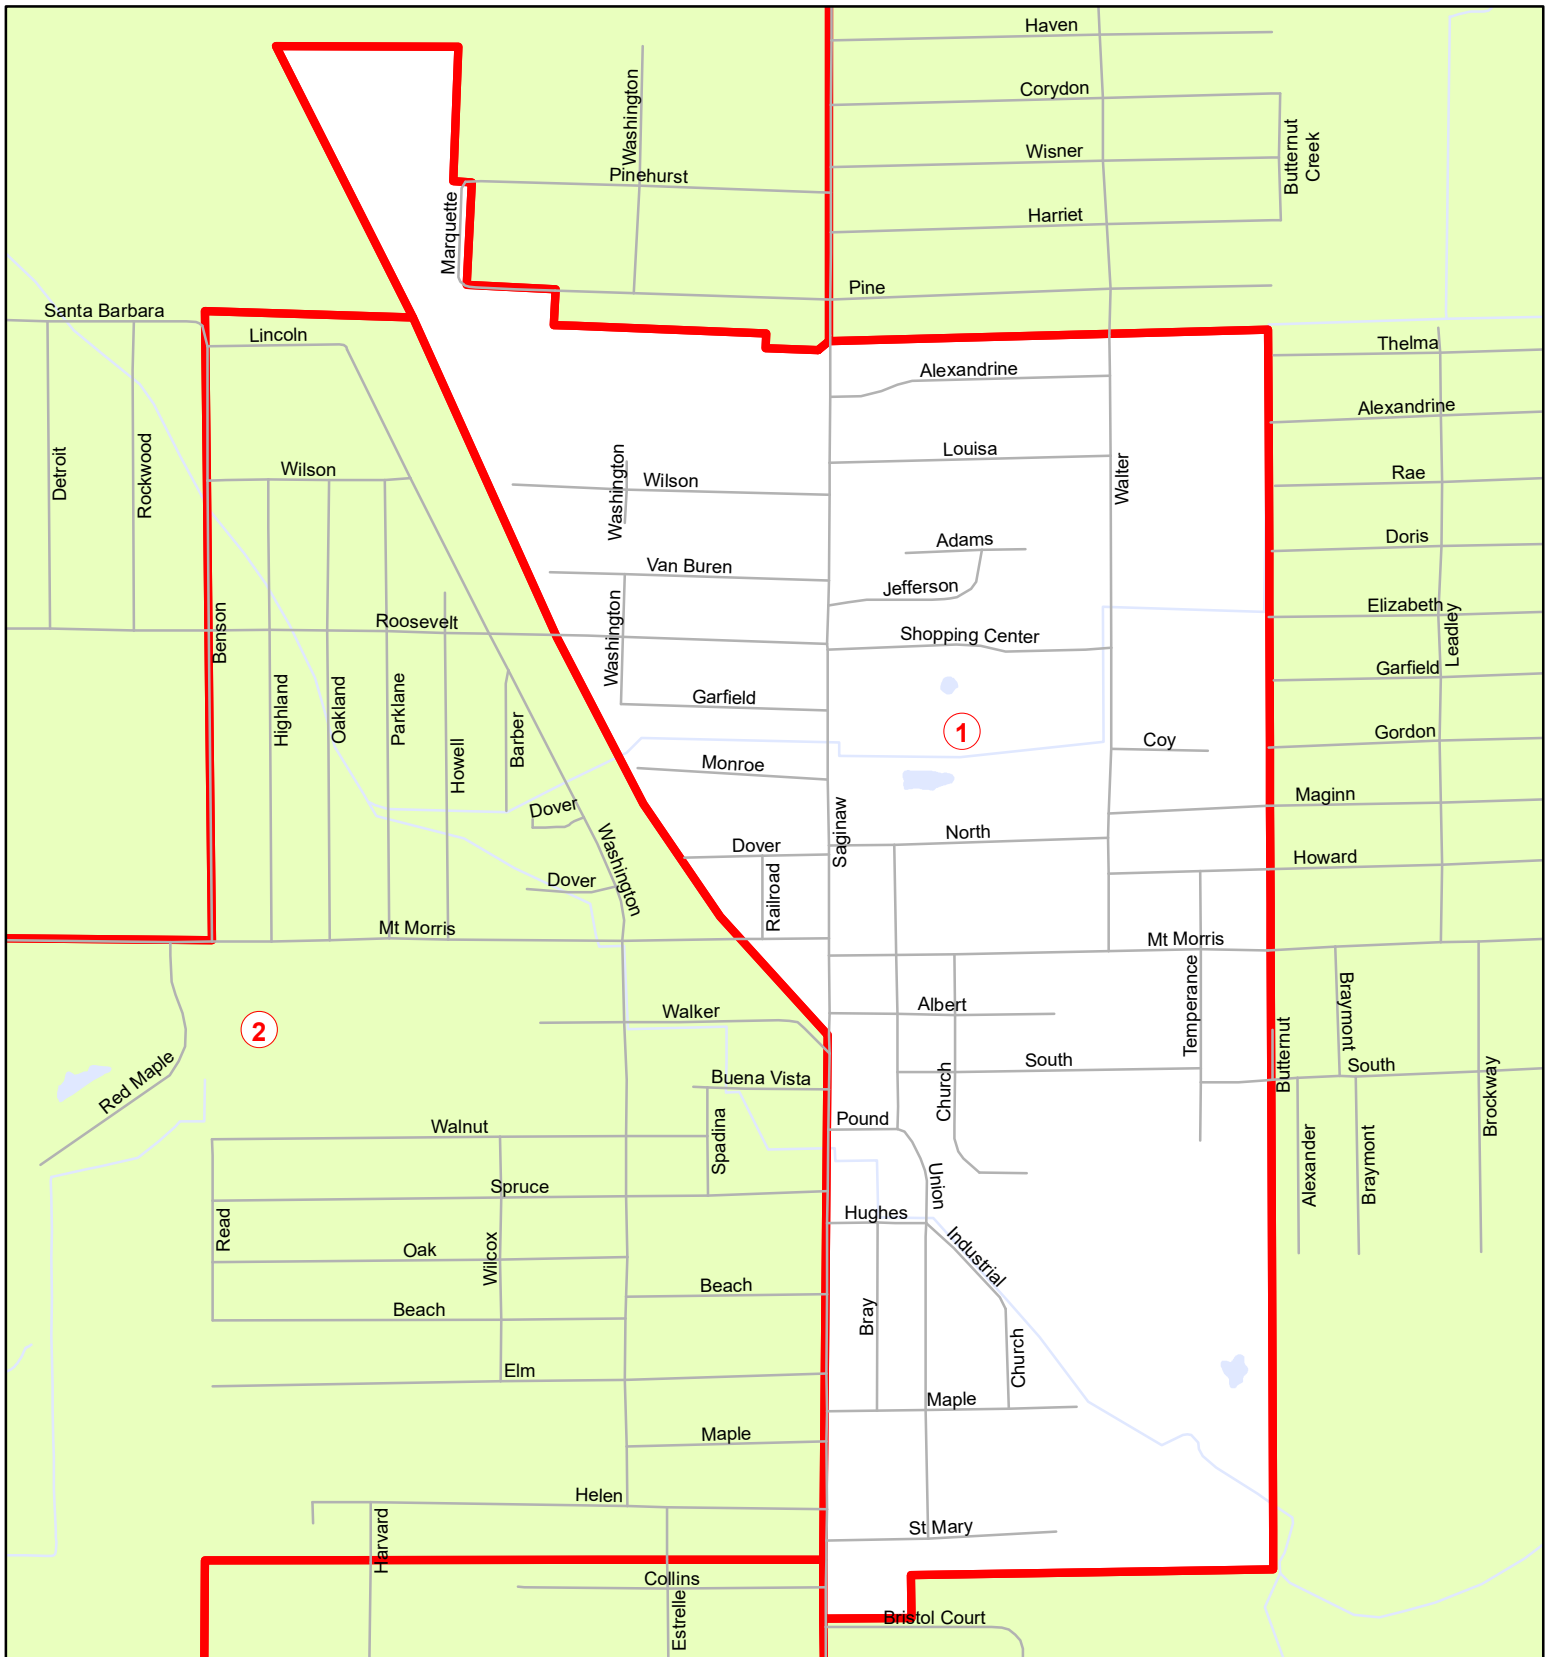 Haven
Corydon
Washington
Butternut
Creek
Wisner
Pinehurst
Marquette
Harriet
Pine
Santa Barbara
Lincoln
Thelma
Alexandrine
Alexandrine
Louisa
Detroit
Rockwood
Wilson
Washington
Wilson
Walter
Rae
Adams
Doris
Van Buren
Jefferson
Benson
Roosevelt
Washington
Shopping Center
Elizabeth
Leadley
Garfield
Highland
Oakland
Parklane
Howell
Barber
Garfield
1
Coy
Gordon
Monroe
Maginn
Dover
Washington
Saginaw
North
Dover
Howard
Dover
Railroad
Mt Morris
Mt Morris
Temperance
Braymont
2
Walker
Albert
Butternut
South
South
Red Maple
Buena Vista
Church
Brockway
Walnut
Spadina
Pound
Alexander
Braymont
Union
Spruce
Read
Wilcox
Hughes
Oak
Industrial
Beach
Beach
Bray
Church
Elm
Maple
Maple
Helen
Harvard
St Mary
Collins
Estrelle
Bristol Court